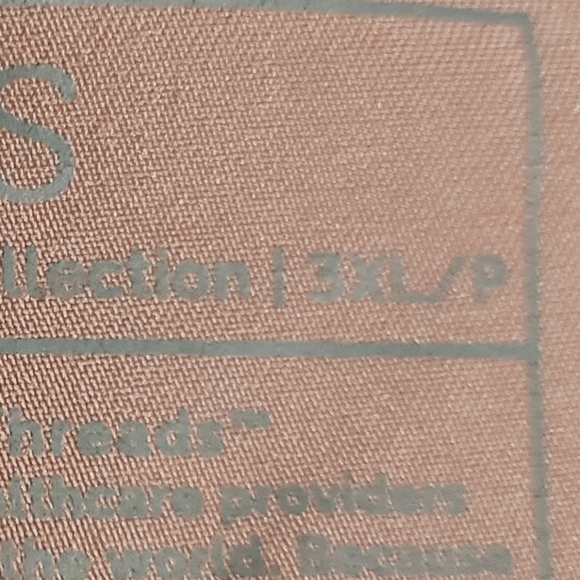 S
llection | 3XL/P
hreads™
lthcare providers
the world. Because